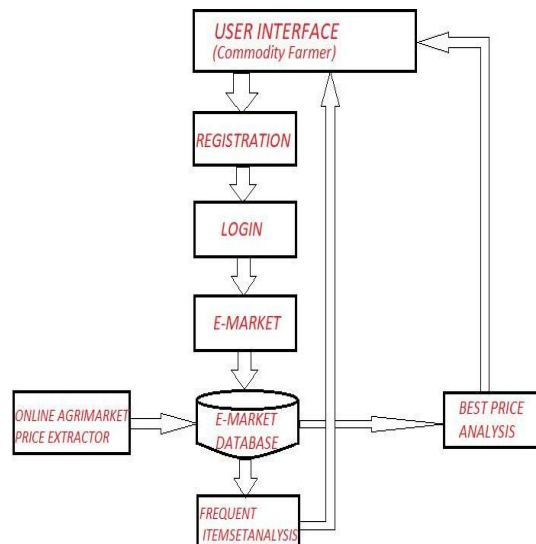 USER INTERFACE
(Commodity Farmer)
REGISTRATION
LOGIN
E-MARKET
ONLINE AGRIMARKET
PRICE EXTRACTOR
E-MARKET
DATABASE
BEST PRICE
ANALYSIS
FREQUENT
ITEMSETANALYSIS